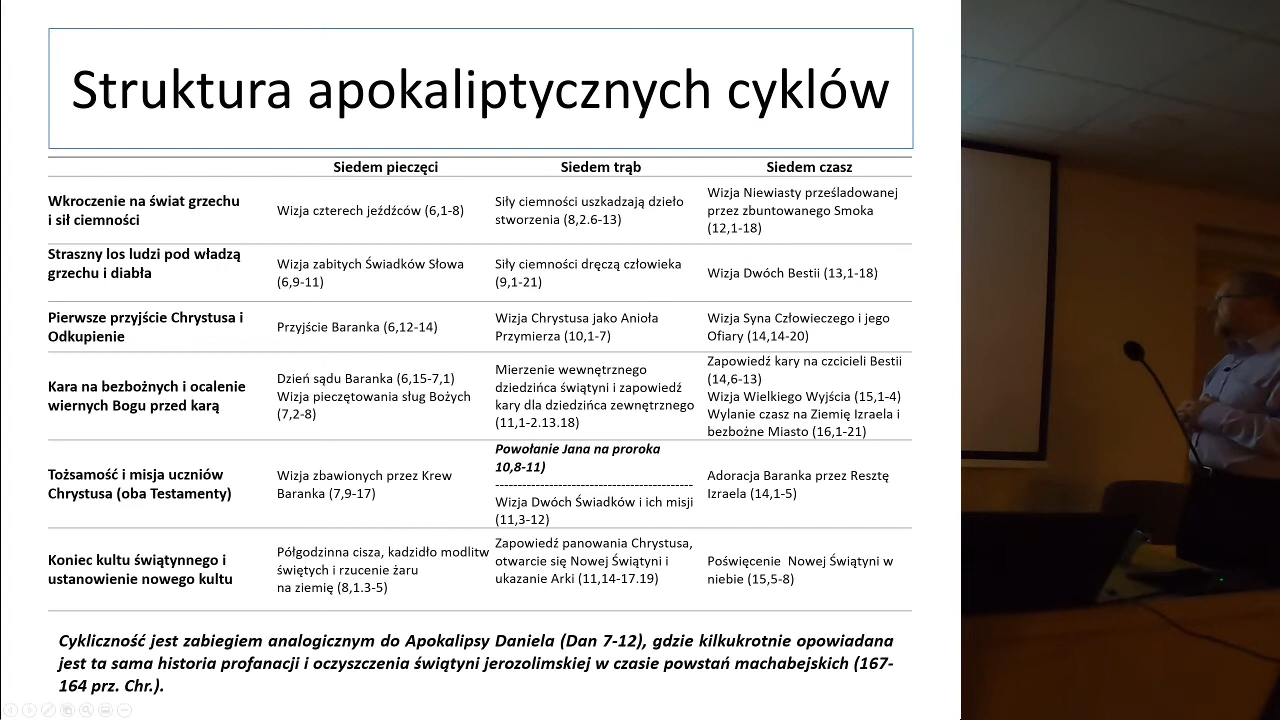 Struktura apokaliptycznych cyklów
Siedem pieczęci
Siedem trąb
Siedem czasz
Wkroczenie na świat grzechu
i sił ciemności
Wizja czterech jeźdźców (6,1-8)
Siły ciemności uszkadzają dzieło
stworzenia (8,2.6-13)
Wizja Niewiasty prześladowanej
przez zbuntowanego Smoka
(12,1-18)
Straszny los ludzi pod władzą
grzechu i diabła
Wizja zabitych Świadków Słowa
(6,9-11)
Siły ciemności dręczą człowieka
(9,1-21)
Wizja Dwóch Bestii (13,1-18)
Pierwsze przyjście Chrystusa i
Odkupienie
Przyjście Baranka (6,12-14)
Wizja Chrystusa jako Anioła
Przymierza (10,1-7)
Wizja Syna Człowieczego i jego
Ofiary (14,14-20)
Kara na bezbożnych i ocalenie
wiernych Bogu przed karą
Dzień sądu Baranka (6,15-7,1)
Wizja pieczętowania sług Bożych
(7,2-8)
Mierzenie wewnętrznego
dziedzińca świątyni i zapowiedź
kary dla dziedzińca zewnętrznego
(11,1-2.13.18)
Zapowiedź kary na czcicieli Bestii
(14,6-13)
Wizja Wielkiego Wyjścia (15,1-4)
Wylanie czasz na Ziemię Izraela i
bezbożne Miasto (16,1-21)
Tożsamość i misja uczniów
Chrystusa (oba Testamenty)
Wizja zbawionych przez Krew
Baranka (7,9-17)
Powołanie Jana na proroka
10,8-11)
Wizja Dwóch Świadków i ich misji
(11,3-12)
Adoracja Baranka przez Resztę
Izraela (14,1-5)
Koniec kultu świątynnego i
ustanowienie nowego kultu
Półgodzinna cisza, kadzidło modlitw
świętych i rzucenie żaru
na ziemię (8,1.3-5)
Zapowiedź panowania Chrystusa,
otwarcie się Nowej Świątyni i
ukazanie Arki (11,14-17.19)
Poświęcenie Nowej Świątyni w
niebie (15,5-8)
Cykliczność jest zabiegiem analogicznym do Apokalipsy Daniela (Dan 7-12), gdzie kilkukrotnie opowiadana
jest ta sama historia profanacji i oczyszczenia świątyni jerozolimskiej w czasie powstań machabejskich (167-
164 prz. Chr.).